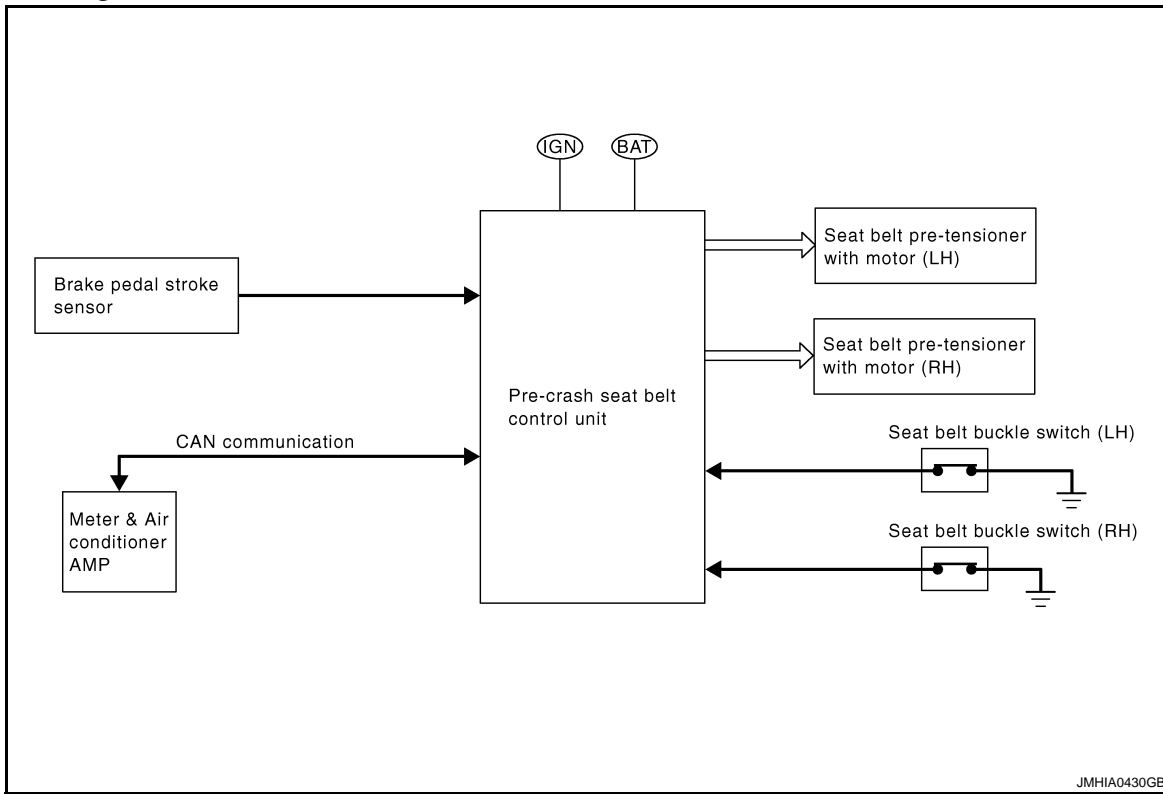 IGN
BAT
Seat belt pre-tensioner
with motor (LH)
Brake pedal stroke
sensor
Seat belt pre-tensioner
with motor (RH)
Pre-crash seat belt
control unit
CAN communication
Seat belt buckle switch (LH)
Meter & Air
conditioner
AMP
Seat belt buckle switch (RH)
JMHIA0430GB